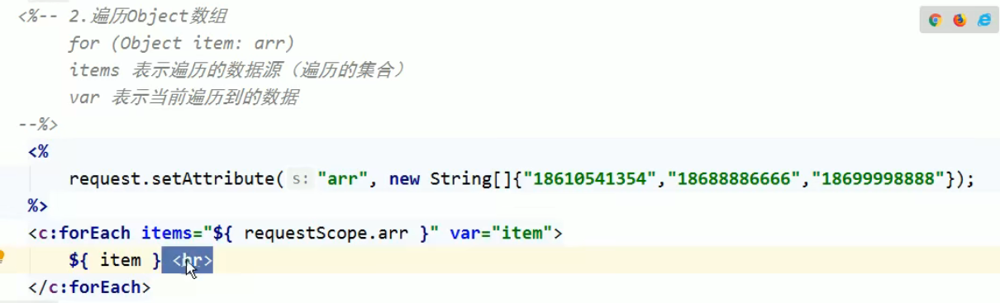 <%-- 2.遍历Object数组
for (Object item: arr)
items 表示遍历的数据源（遍历的集合）
var 表示当前遍历到的数据
--%>
<%
request.setAttribute( s: "arr", new String[]{"18610541354","18688886666","18699998888"});
%>
<c:forEach items="${ requestScope.arr }" var="item">
${ item } <hr>
</c:forEach>